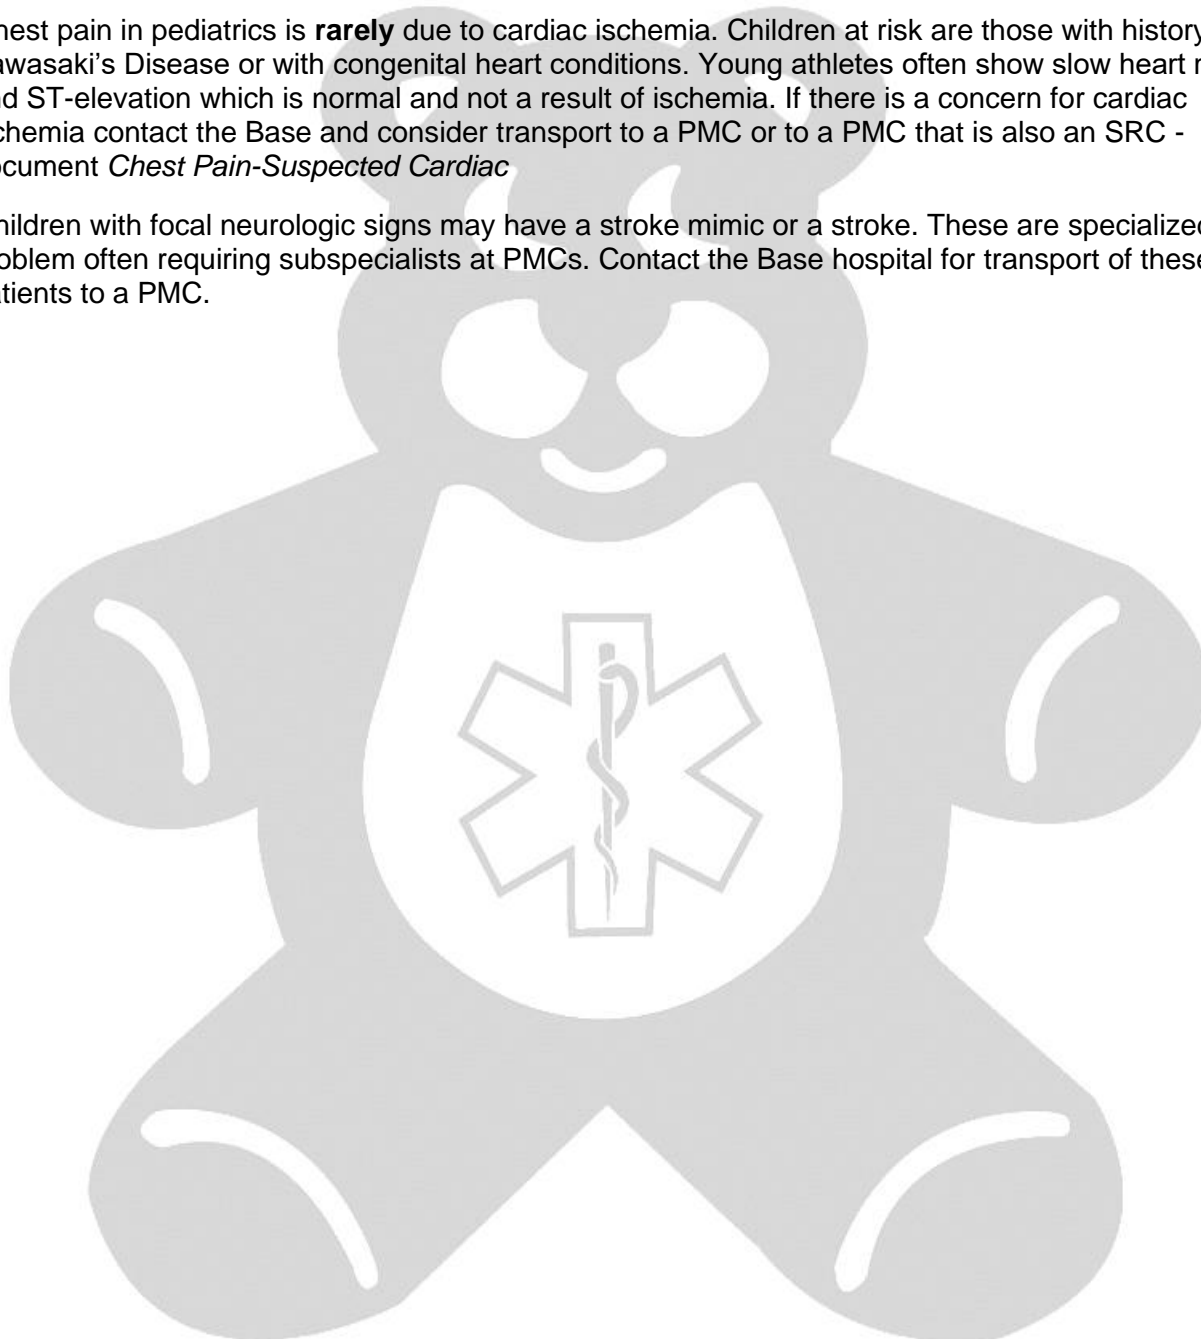 hest pain in pediatrics is rarely due to cardiac ischemia. Children at risk are those with history
awasaki's Disease or with congenital heart conditions. Young athletes often show slow heart r
nd ST-elevation which is normal and not a result of ischemia. If there is a concern for cardiac
chemia contact the Base and consider transport to a PMC or to a PMC that is also an SRC -
ocument Chest Pain-Suspected Cardiac
hildren with focal neurologic signs may have a stroke mimic or a stroke. These are specialized
oblem often requiring subspecialists at PMCs. Contact the Base hospital for transport of these
atients to a PMC.